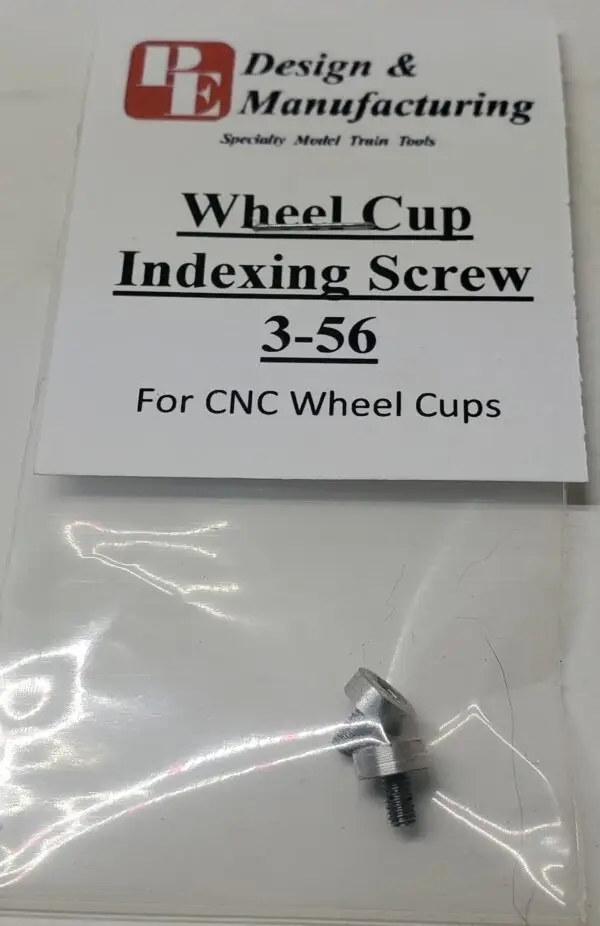 PE
Design &
Manufacturing
Specialty Model Train Tools
Wheel Cup
Indexing Screw
3-56
For CNC Wheel Cups